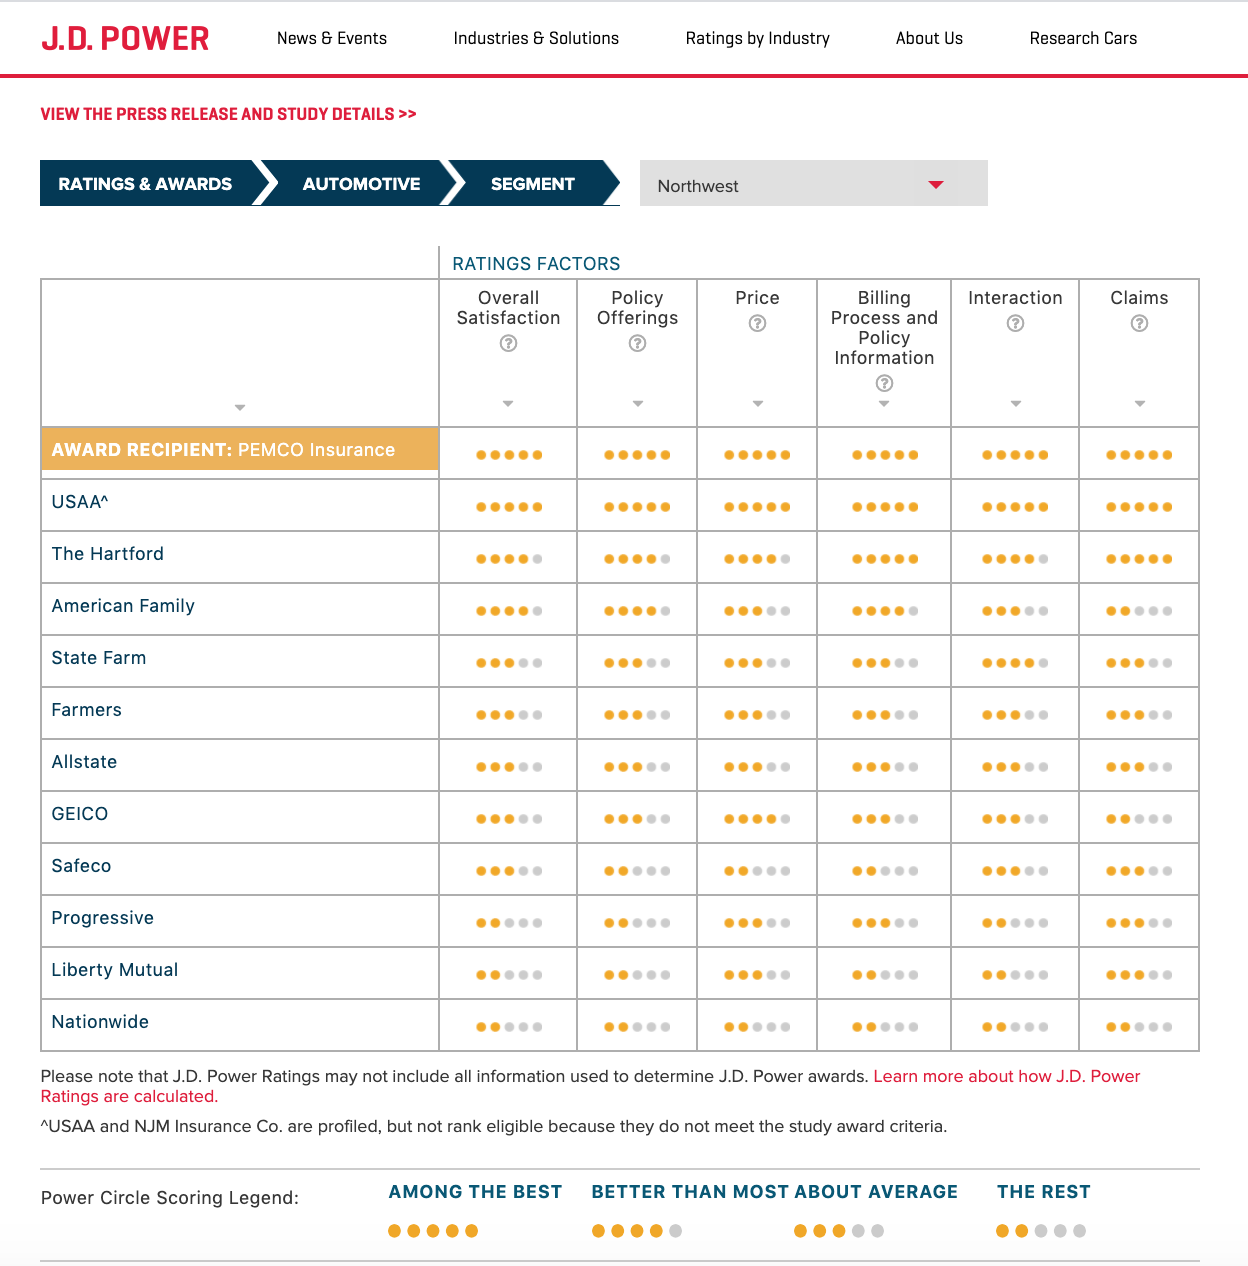 J.D. POWER
News & Events
Industries & Solutions
Ratings by Industry
About Us
Research Cars
VIEW THE PRESS RELEASE AND STUDY DETAILS >>
RATINGS & AWARDS
AUTOMOTIVE
SEGMENT
Northwest
RATINGS FACTORS
Overall
Satisfaction
?
Policy
Offerings
?
Price
?
Billing
Process and
Policy
Information
?
Interaction
?
Claims
?
AWARD RECIPIENT: PEMCO Insurance
USAA^
The Hartford
American Family
State Farm
Farmers
Allstate
GEICO
Safeco
Progressive
Liberty Mutual
Nationwide
Please note that J.D. Power Ratings may not include all information used to determine J.D. Power awards. Learn more about how J.D. Power
Ratings are calculated.
^USAA and NJM Insurance Co. are profiled, but not rank eligible because they do not meet the study award criteria.
Power Circle Scoring Legend:
AMONG THE BEST
BETTER THAN MOST
ABOUT AVERAGE
THE REST